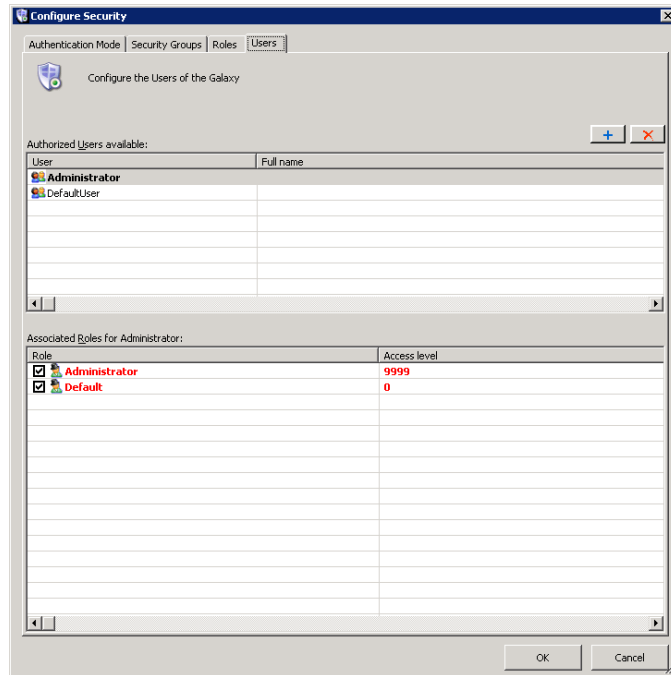 Configure Security
Authentication Mode Security Groups Roles Users
Configure the Users of the Galaxy
Authorized Users available:
User Full name
Administrator
DefaultUser
Associated Roles for Administrator:
Role Access level
Administrator 9999
Default 0
OK Cancel